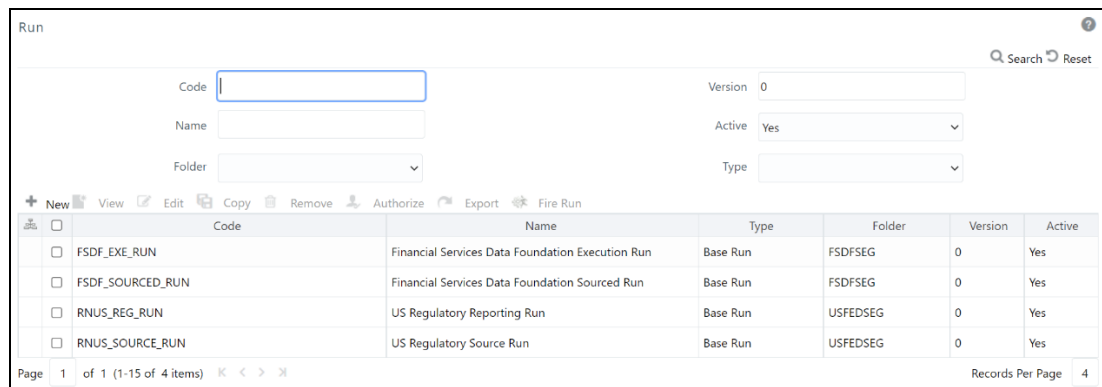 Run
Search Reset
Code Version 0
Name Active Yes
Folder Type
New View Edit Copy Remove Authorize Export Fire Run
Code Name Type Folder Version Active
FSDF_EXE_RUN Financial Services Data Foundation Execution Run Base Run FSDFSEG 0 Yes
FSDF_SOURCED_RUN Financial Services Data Foundation Sourced Run Base Run FSDFSEG 0 Yes
RNUS_REG_RUN US Regulatory Reporting Run Base Run USFEDSEG 0 Yes
RNUS_SOURCE_RUN US Regulatory Source Run Base Run USFEDSEG 0 Yes
Page 1 of 1 (1-15 of 4 items) Records Per Page 4